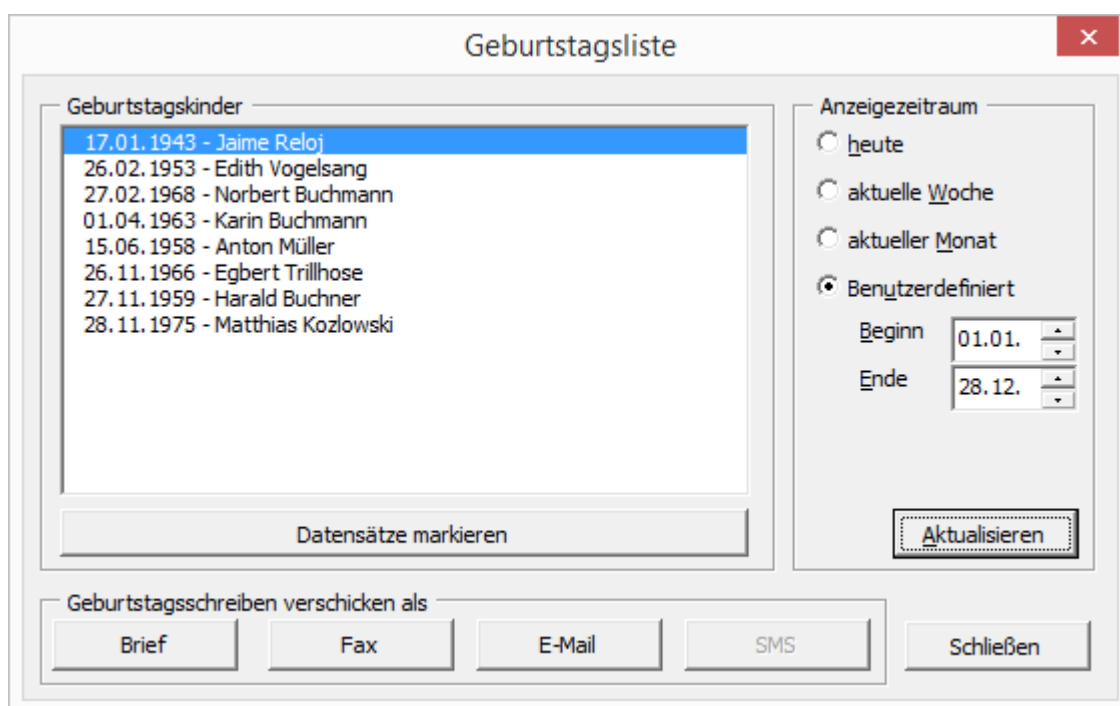 Geburtstagsliste
Geburtstagskinder
17.01.1943 - Jaime Reloj
26.02.1953 - Edith Vogelsang
27.02.1968 - Norbert Buchmann
01.04.1963 - Karin Buchmann
15.06.1958 - Anton Müller
26.11.1966 - Egbert Trillhose
27.11.1959 - Harald Buchner
28.11.1975 - Matthias Kozlowski
Datensätze markieren
Anzeigezeitraum
heute
aktuelle Woche
aktueller Monat
Benutzerdefiniert
Beginn 01.01.
Ende 28.12.
Aktualisieren
Geburtstagsschreiben verschicken als
Brief Fax E-Mail SMS Schließen